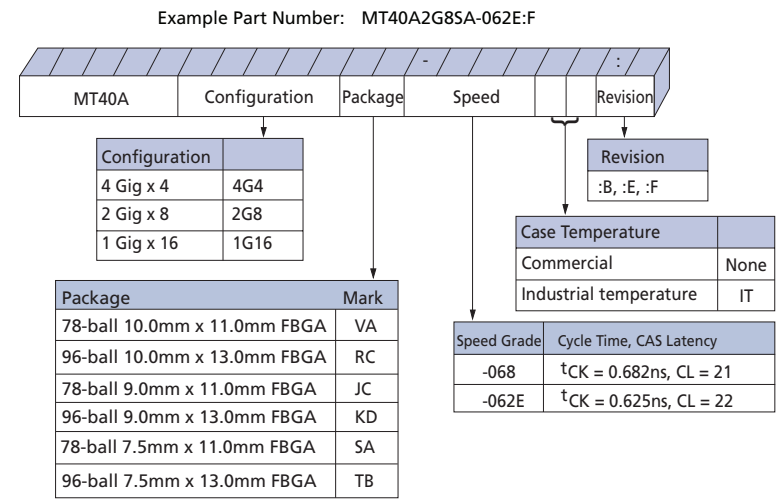 Example Part Number: MT40A2G8SA-062E:F
- :
MT40A Configuration Package Speed Revision
Configuration
4 Gig x 4 4G4
2 Gig x 8 2G8
1 Gig x 16 1G16
Revision
:B, :E, :F
Case Temperature
Commercial None
Industrial temperature IT
Package Mark
78-ball 10.0mm x 11.0mm FBGA VA
96-ball 10.0mm x 13.0mm FBGA RC
78-ball 9.0mm x 11.0mm FBGA JC
96-ball 9.0mm x 13.0mm FBGA KD
78-ball 7.5mm x 11.0mm FBGA SA
96-ball 7.5mm x 13.0mm FBGA TB
Speed Grade Cycle Time, CAS Latency
-068 tCK = 0.682ns, CL = 21
-062E tCK = 0.625ns, CL = 22